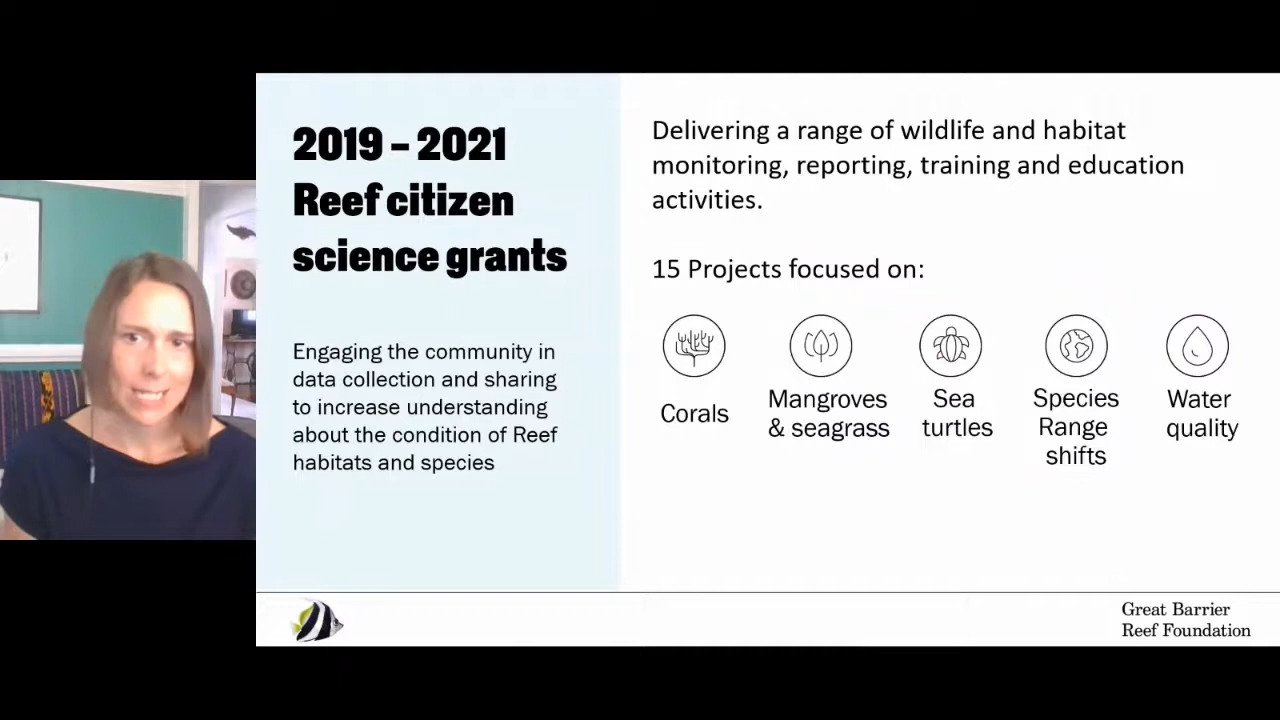 2019 – 2021
Reef citizen
science grants
Engaging the community in
data collection and sharing
to increase understanding
about the condition of Reef
habitats and species
Delivering a range of wildlife and habitat
monitoring, reporting, training and education
activities.
15 Projects focused on:
Corals
Mangroves
& seagrass
Sea
turtles
Species
Range
shifts
Water
quality
Great Barrier
Reef Foundation